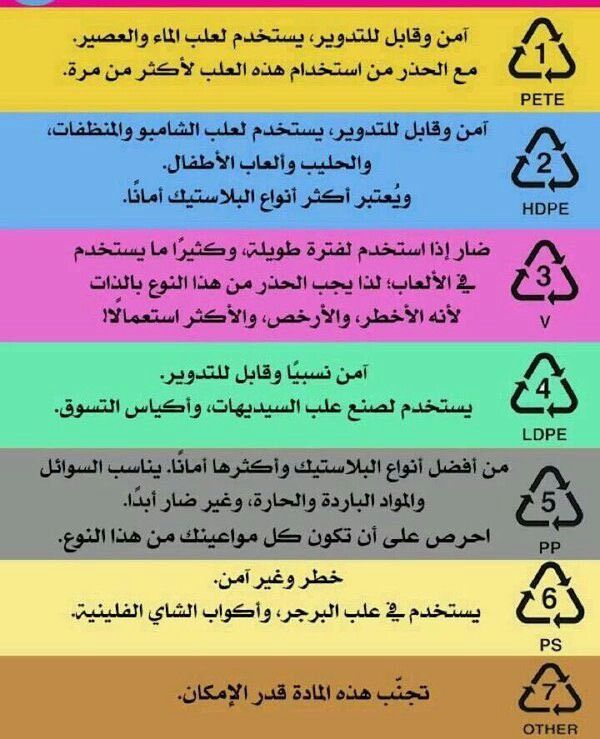 آمن وقابل للتدوير، يستخدم لعلب الماء والعصير.
مع الحذر من استخدام هذه العلب لأكثر من مرة.
1
PETE
آمن وقابل للتدوير، يستخدم لعلب الشامبو والمنظفات،
والحليب وألعاب الأطفال.
ويُعتبر أكثر أنواع البلاستيك أمانًا.
2
HDPE
ضار إذا استخدم لفترة طويلة، وكثيرًا ما يستخدم
في الألعاب؛ لذا يجب الحذر من هذا النوع بالذات
لأنه الأخطر، والأرخص، والأكثر استعمالًا!
3
V
آمن نسبيًا وقابل للتدوير.
يستخدم لصنع علب السيديهات، وأكياس التسوق.
4
LDPE
من أفضل أنواع البلاستيك وأكثرها أمانًا. يناسب السوائل
والمواد الباردة والحارة، وغير ضار أبدًا.
احرص على أن تكون كل مواعينك من هذا النوع.
5
PP
خطر وغير آمن.
يستخدم في علب البرجر، وأكواب الشاي الفلينية.
6
PS
تجنّب هذه المادة قدر الإمكان.
7
OTHER